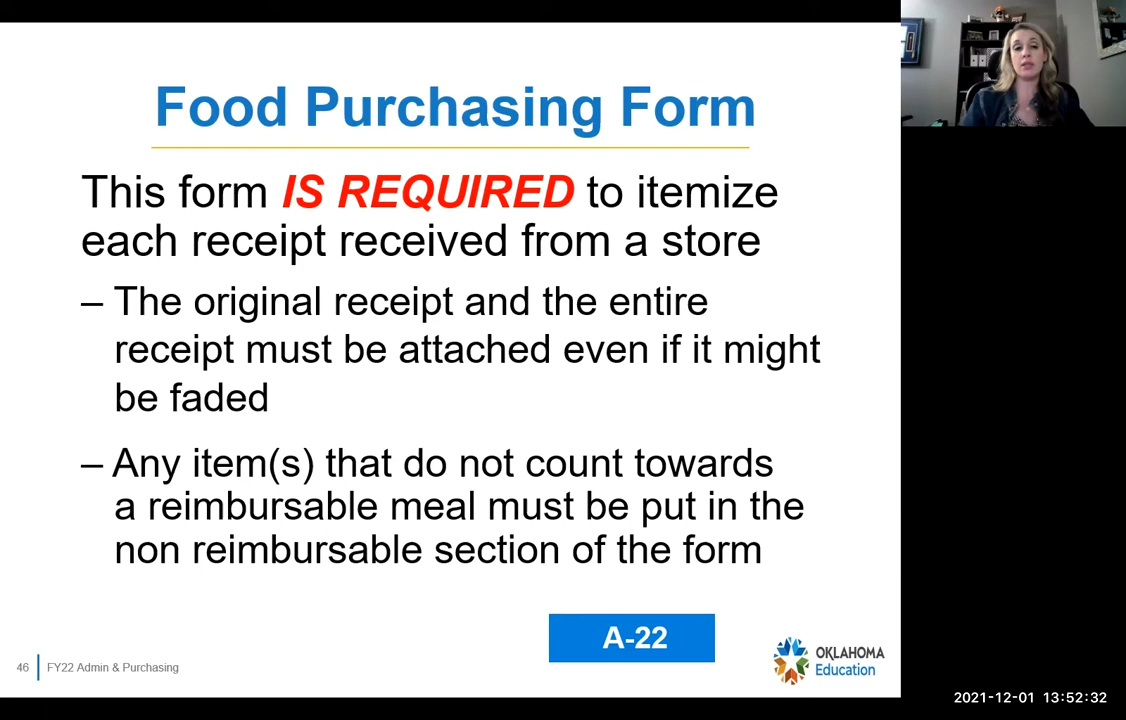 Food Purchasing Form
This form IS REQUIRED to itemize
each receipt received from a store
– The original receipt and the entire
receipt must be attached even if it might
be faded
– Any item(s) that do not count towards
a reimbursable meal must be put in the
non reimbursable section of the form
A-22
46 FY22 Admin & Purchasing
OKLAHOMA
Education
2021-12-01 13:52:32